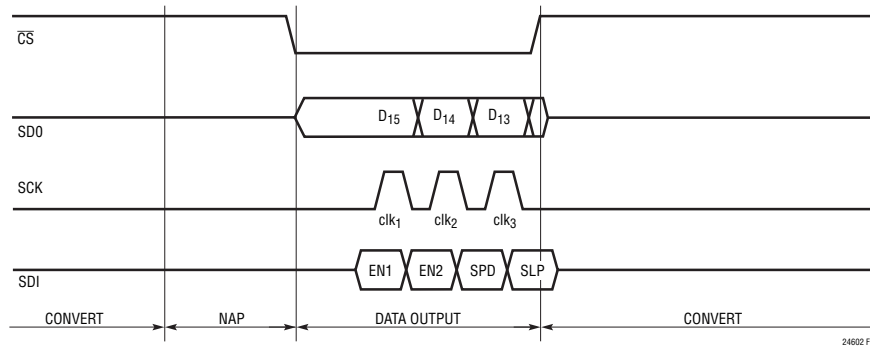 CS
D15 D14 D13
SD0
SCK
clk1 clk2 clk3
EN1 EN2 SPD SLP
SDI
CONVERT NAP DATA OUTPUT CONVERT
24602 F